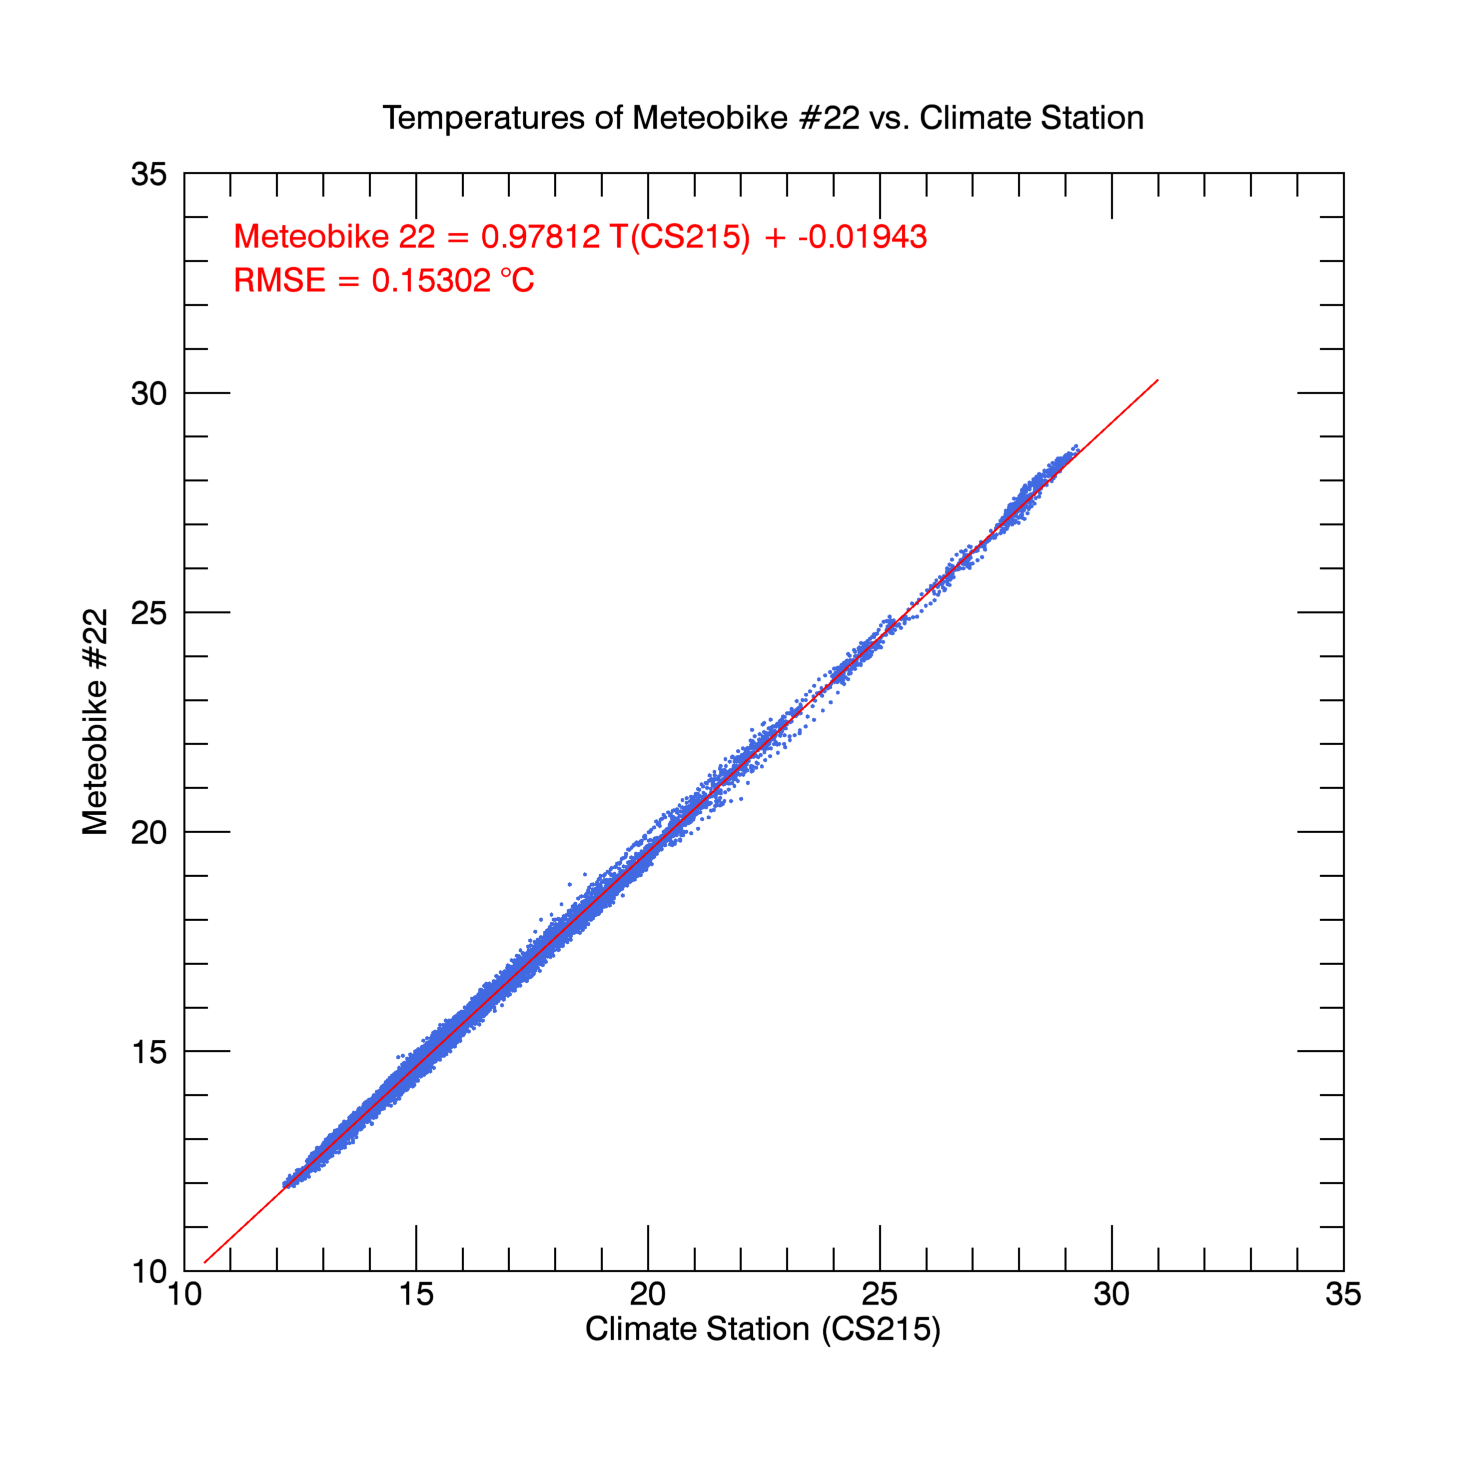 Temperatures of Meteobike #22 vs. Climate Station
35
Meteobike 22 = 0.97812 T(CS215) + -0.01943
RMSE = 0.15302 °C
30
25
Meteobike #22
20
15
10
10 15 20 25 30 35
Climate Station (CS215)